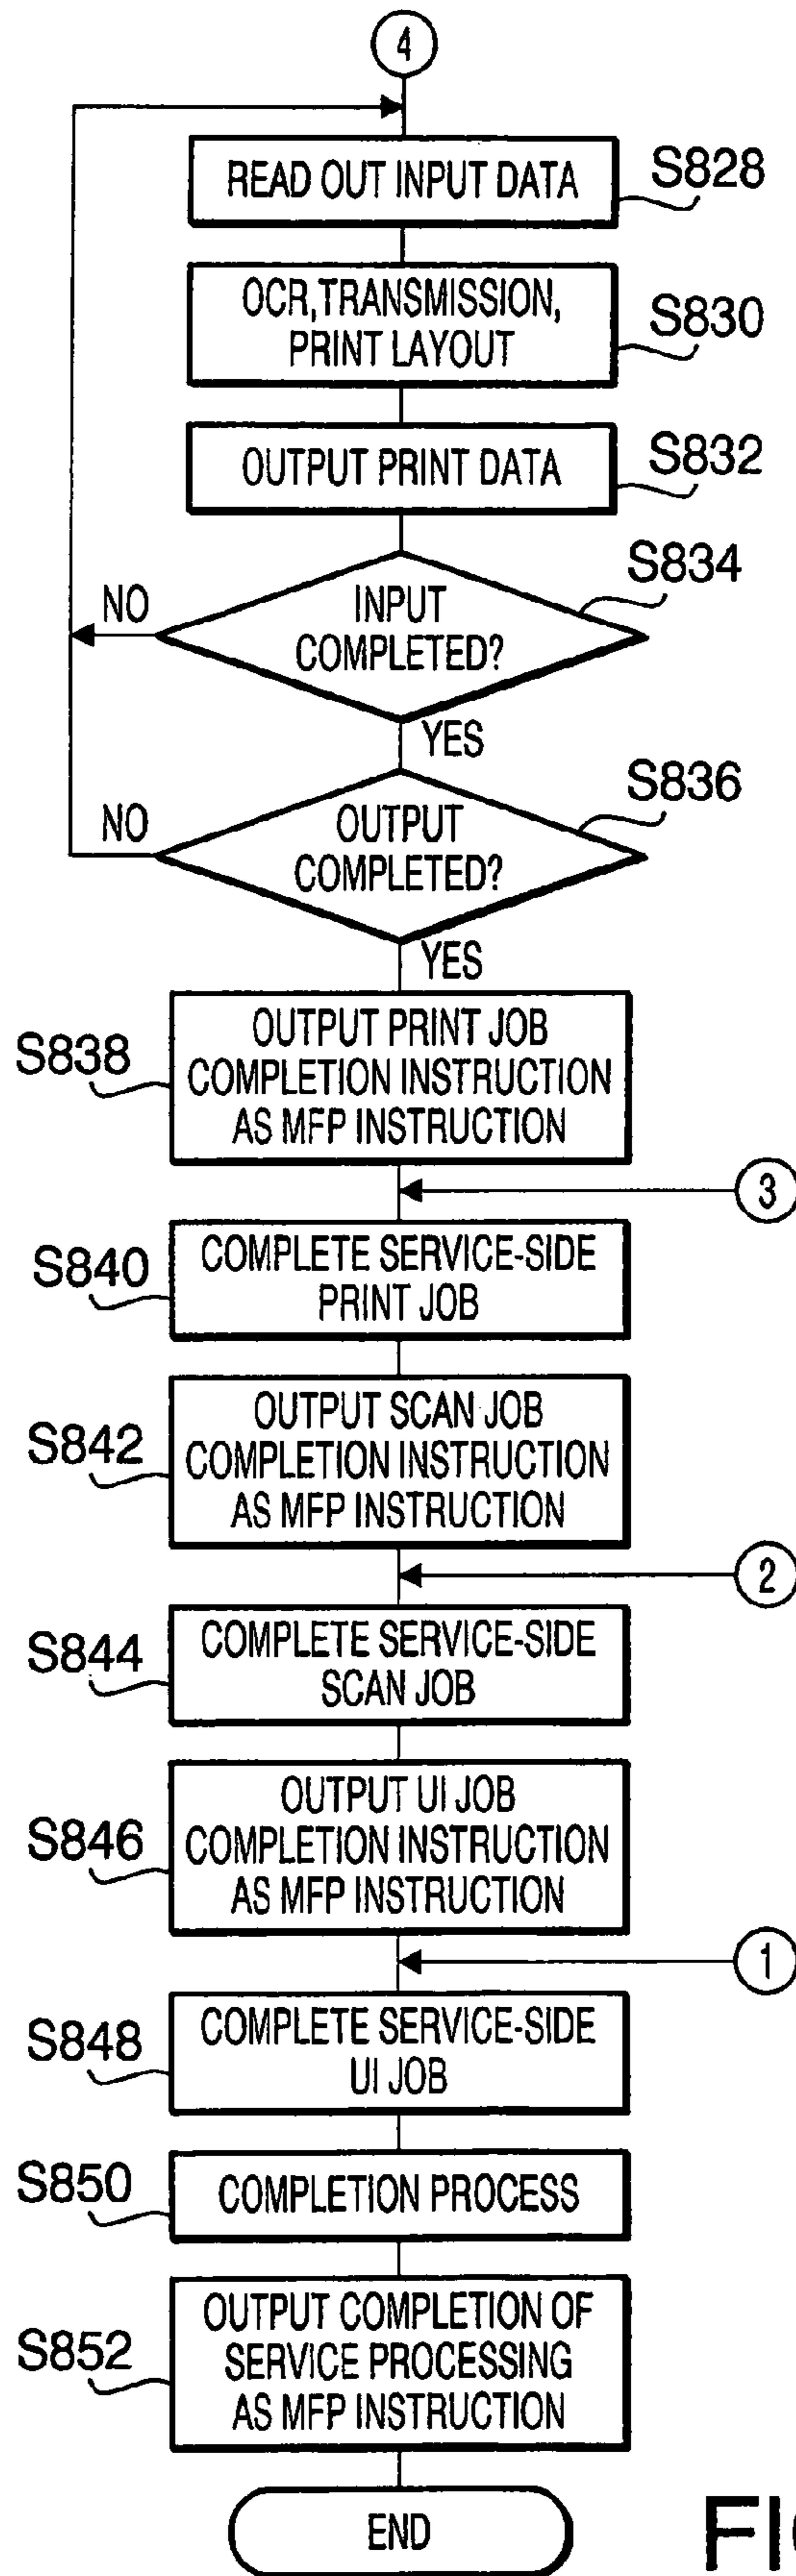 4
READ OUT INPUT DATA
S828
OCR,TRANSMISSION,
PRINT LAYOUT
S830
OUTPUT PRINT DATA
S832
S834
NO
INPUT
COMPLETED?
YES
S836
NO
OUTPUT
COMPLETED?
YES
S838
OUTPUT PRINT JOB
COMPLETION INSTRUCTION
AS MFP INSTRUCTION
3
S840
COMPLETE SERVICE-SIDE
PRINT JOB
S842
OUTPUT SCAN JOB
COMPLETION INSTRUCTION
AS MFP INSTRUCTION
2
S844
COMPLETE SERVICE-SIDE
SCAN JOB
S846
OUTPUT UI JOB
COMPLETION INSTRUCTION
AS MFP INSTRUCTION
1
S848
COMPLETE SERVICE-SIDE
UI JOB
S850
COMPLETION PROCESS
S852
OUTPUT COMPLETION OF
SERVICE PROCESSING
AS MFP INSTRUCTION
END